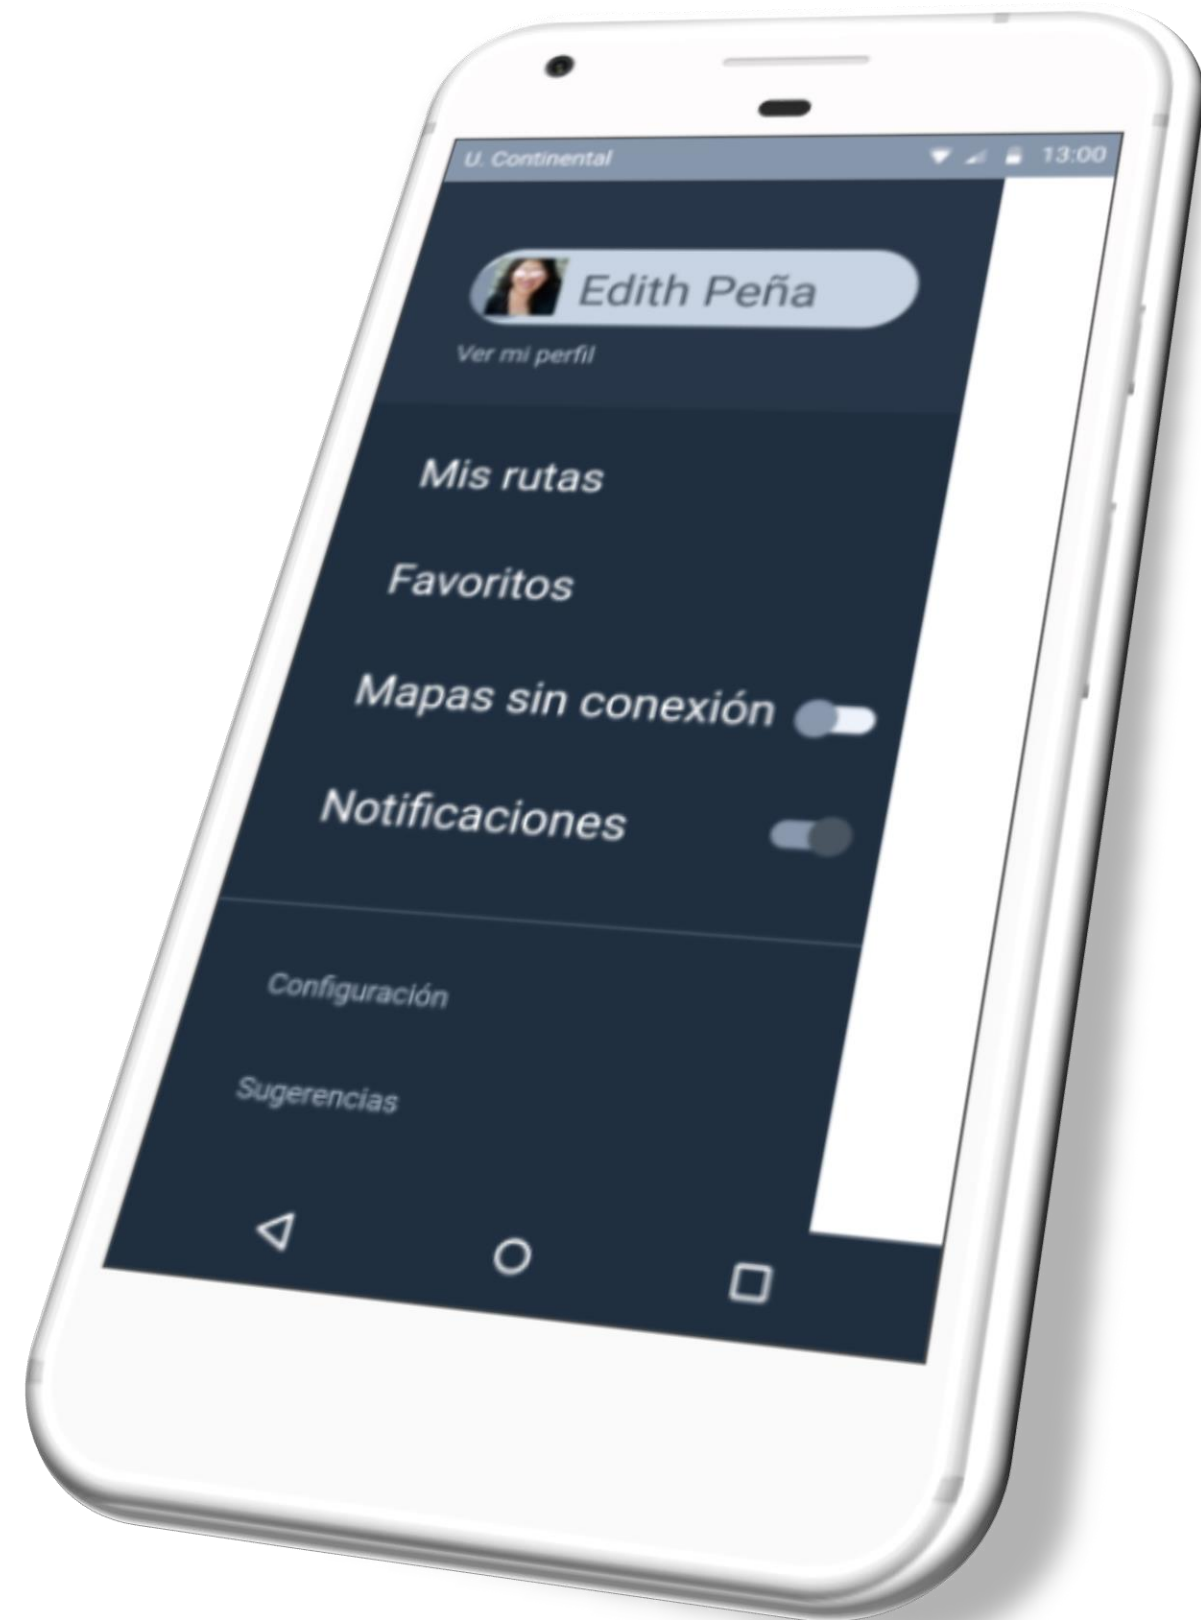 U. Continental 13:00
Edith Peña
Ver mi perfil
Mis rutas
Favoritos
Mapas sin conexión
Notificaciones
Configuración
Sugerencias